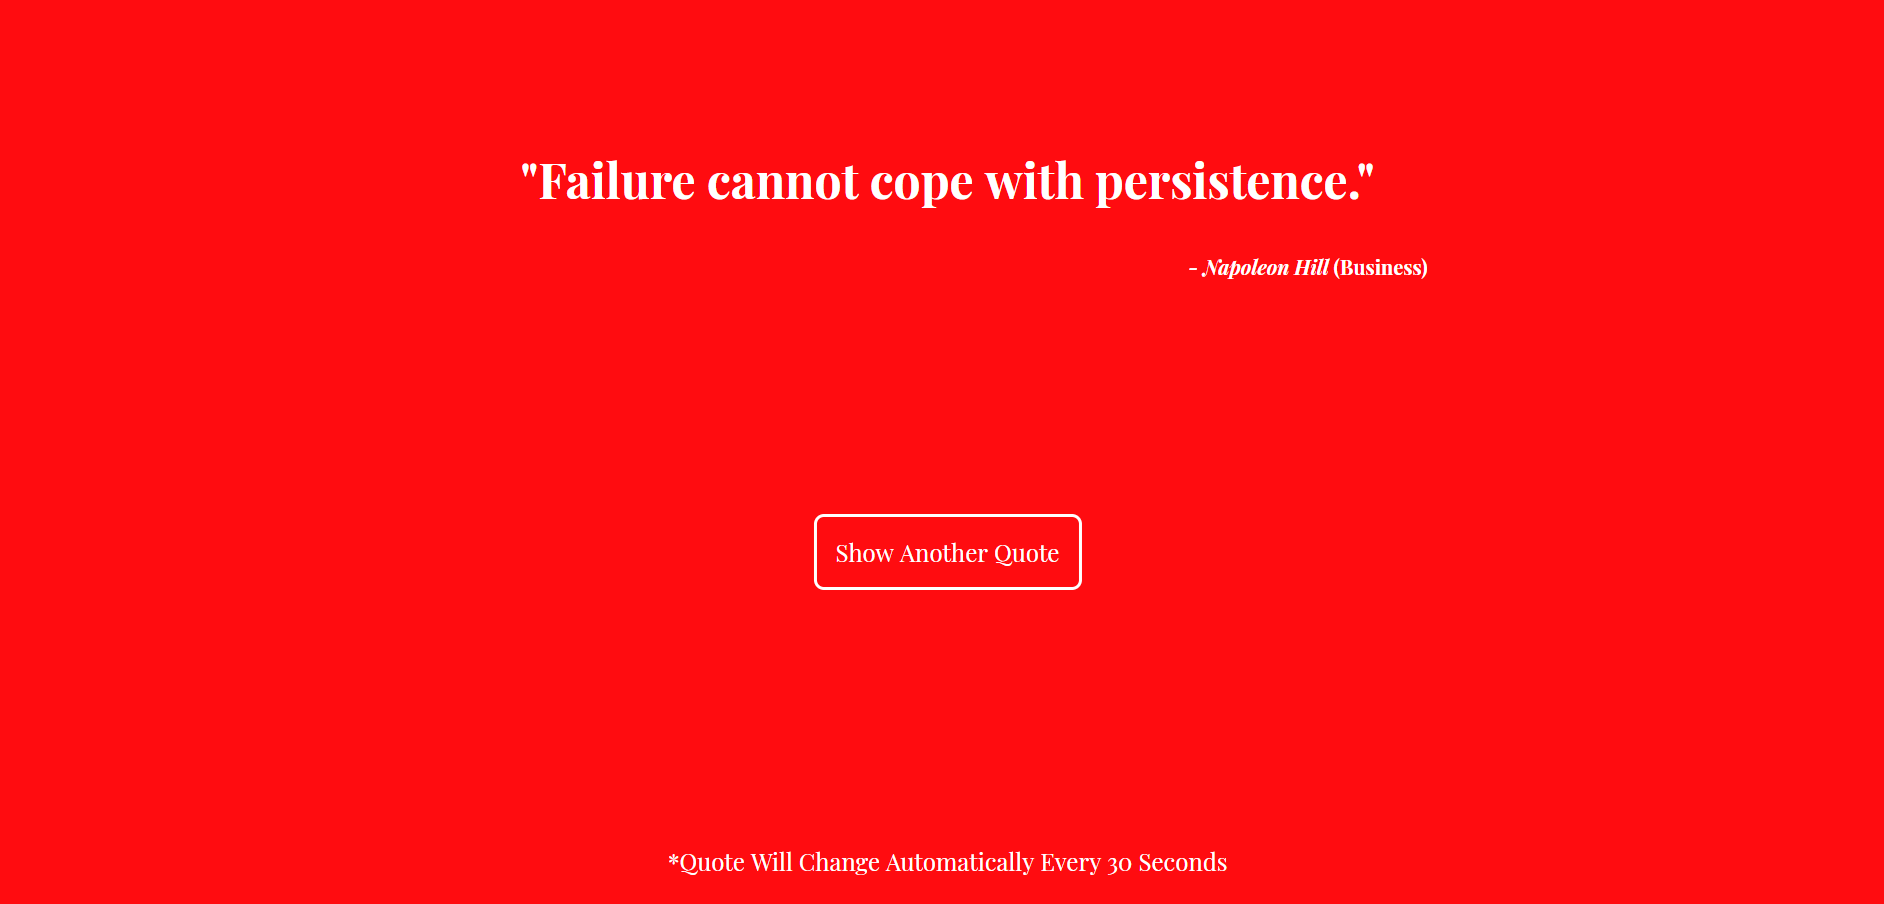 "Failure cannot cope with persistence."
- Napoleon Hill (Business)
Show Another Quote
*Quote Will Change Automatically Every 30 Seconds